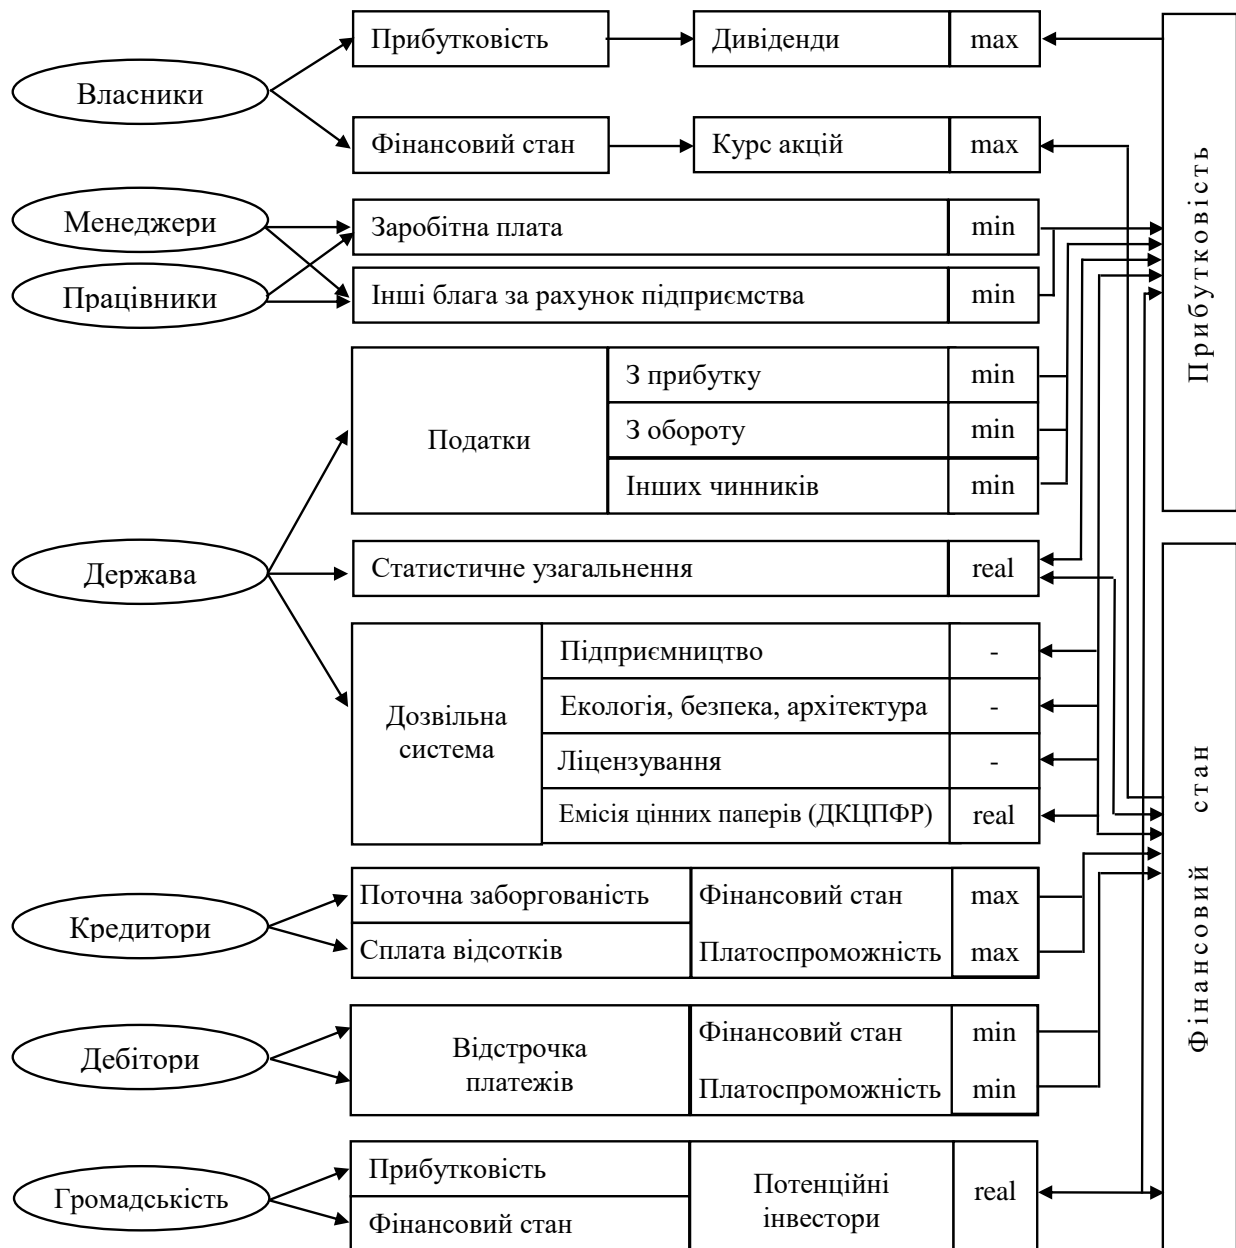 Власники
Прибутковість
Дивіденди
max
Фінансовий стан
Курс акцій
max
Менеджери
Працівники
Заробітна плата
min
Інші блага за рахунок підприємства
min
Держава
Податки
З прибутку
min
З обороту
min
Інших чинників
min
Статистичне узагальнення
real
Дозвільна
система
Підприємництво
-
Екологія, безпека, архітектура
-
Ліцензування
-
Емісія цінних паперів (ДКЦПФР)
real
Кредитори
Поточна заборгованість
Фінансовий стан
max
Сплата відсотків
Платоспроможність
max
Дебітори
Відстрочка
платежів
Фінансовий стан
min
Платоспроможність
min
Громадськість
Прибутковість
Фінансовий стан
Потенційні
інвестори
real
Прибутковість
Фінансовий стан